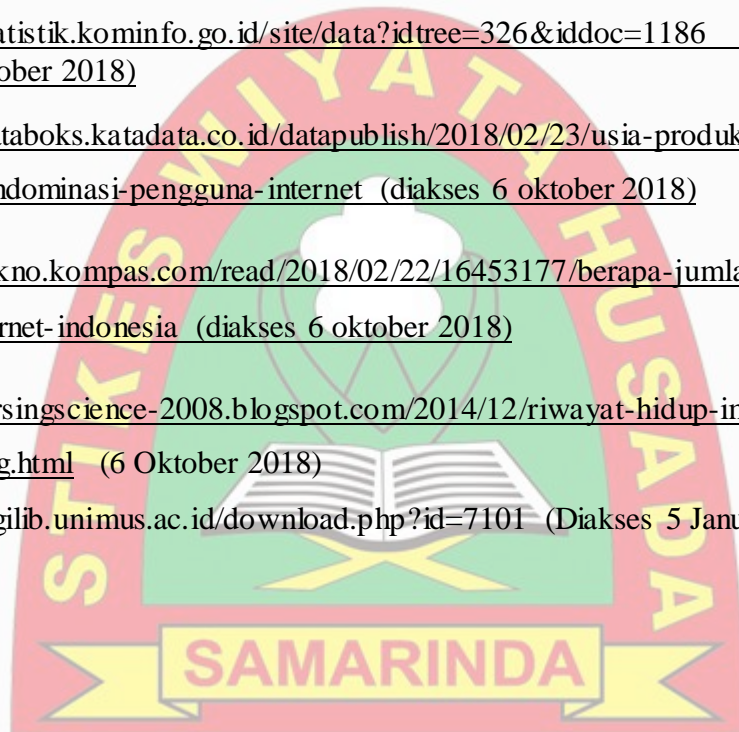 atistik.kominfo.go.id/site/data?idtree=326&iddoc=1186
ober 2018)
ataboks.katadata.co.id/datapublish/2018/02/23/usia-produk
ndominasi-pengguna-internet (diakses 6 oktober 2018)
kno.kompas.com/read/2018/02/22/16453177/berapa-jumla
rnet-indonesia (diakses 6 oktober 2018)
rsingscience-2008.blogspot.com/2014/12/riwayat-hidup-in
g.html (6 Oktober 2018)
gilib.unimus.ac.id/download.php?id=7101 (Diakses 5 Janu
STIKES WIYATA HUSADA
SAMARINDA